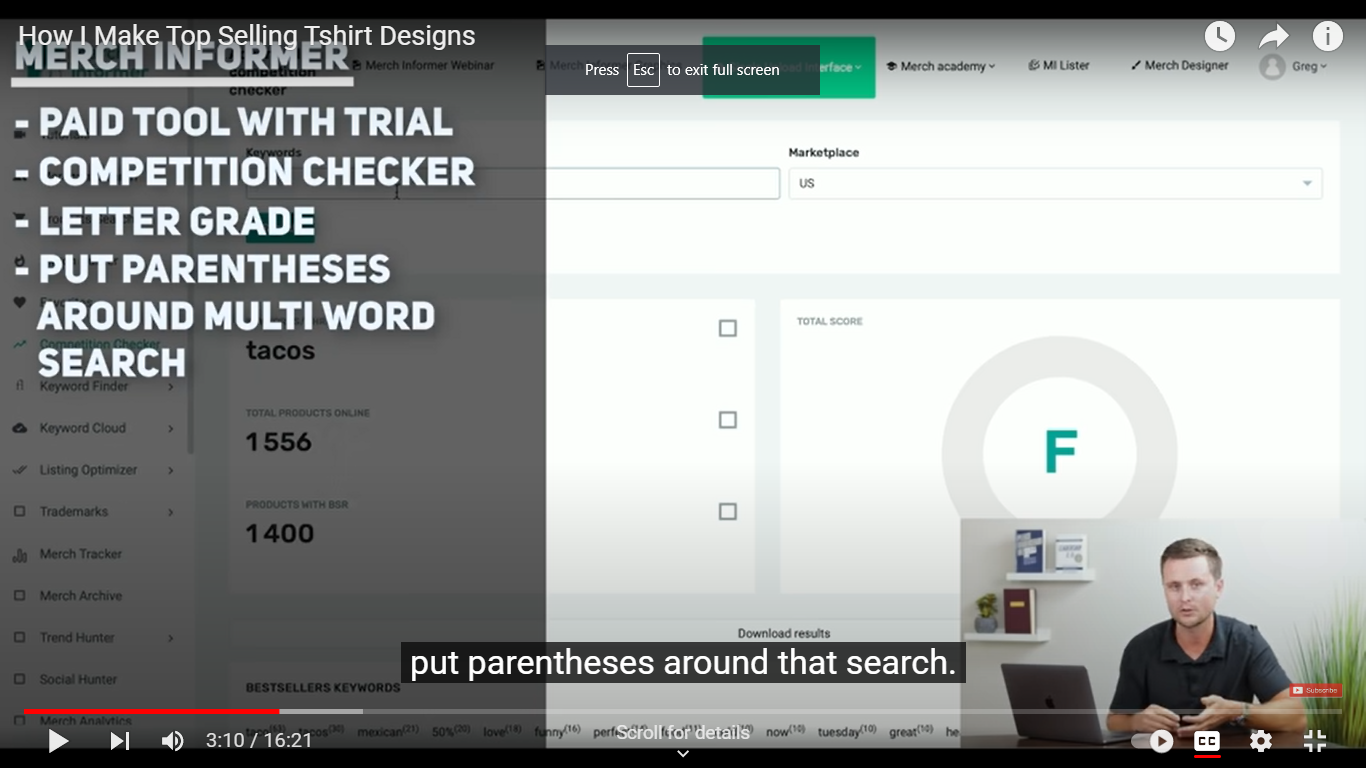 How I Make Top Selling Tshirt Designs
MERCH INFORMER
competition
checker
Merch Informer Webinar
Press Esc to exit full screen
Merch academy
MI Lister
Merch Designer
Greg
- PAID TOOL WITH TRIAL
- COMPETITION CHECKER
- LETTER GRADE
- PUT PARENTHESES
AROUND MULTI WORD
SEARCH
Keywords
Marketplace
US
Favorites
Competition Checker
Keyword Finder
Keyword Cloud
Listing Optimizer
Trademarks
Merch Tracker
Merch Archive
Trend Hunter
Social Hunter
Merch Analytics
tacos
TOTAL PRODUCTS ONLINE
1 556
PRODUCTS WITH BSR
1 400
TOTAL SCORE
F
Download results
put parentheses around that search.
BESTSELLERS KEYWORDS
mexican(21) 50%(20) love(18) funny(16) now(10) tuesday(10) great(10)
Subscribe
Scroll for details
3:10 / 16:21
CC